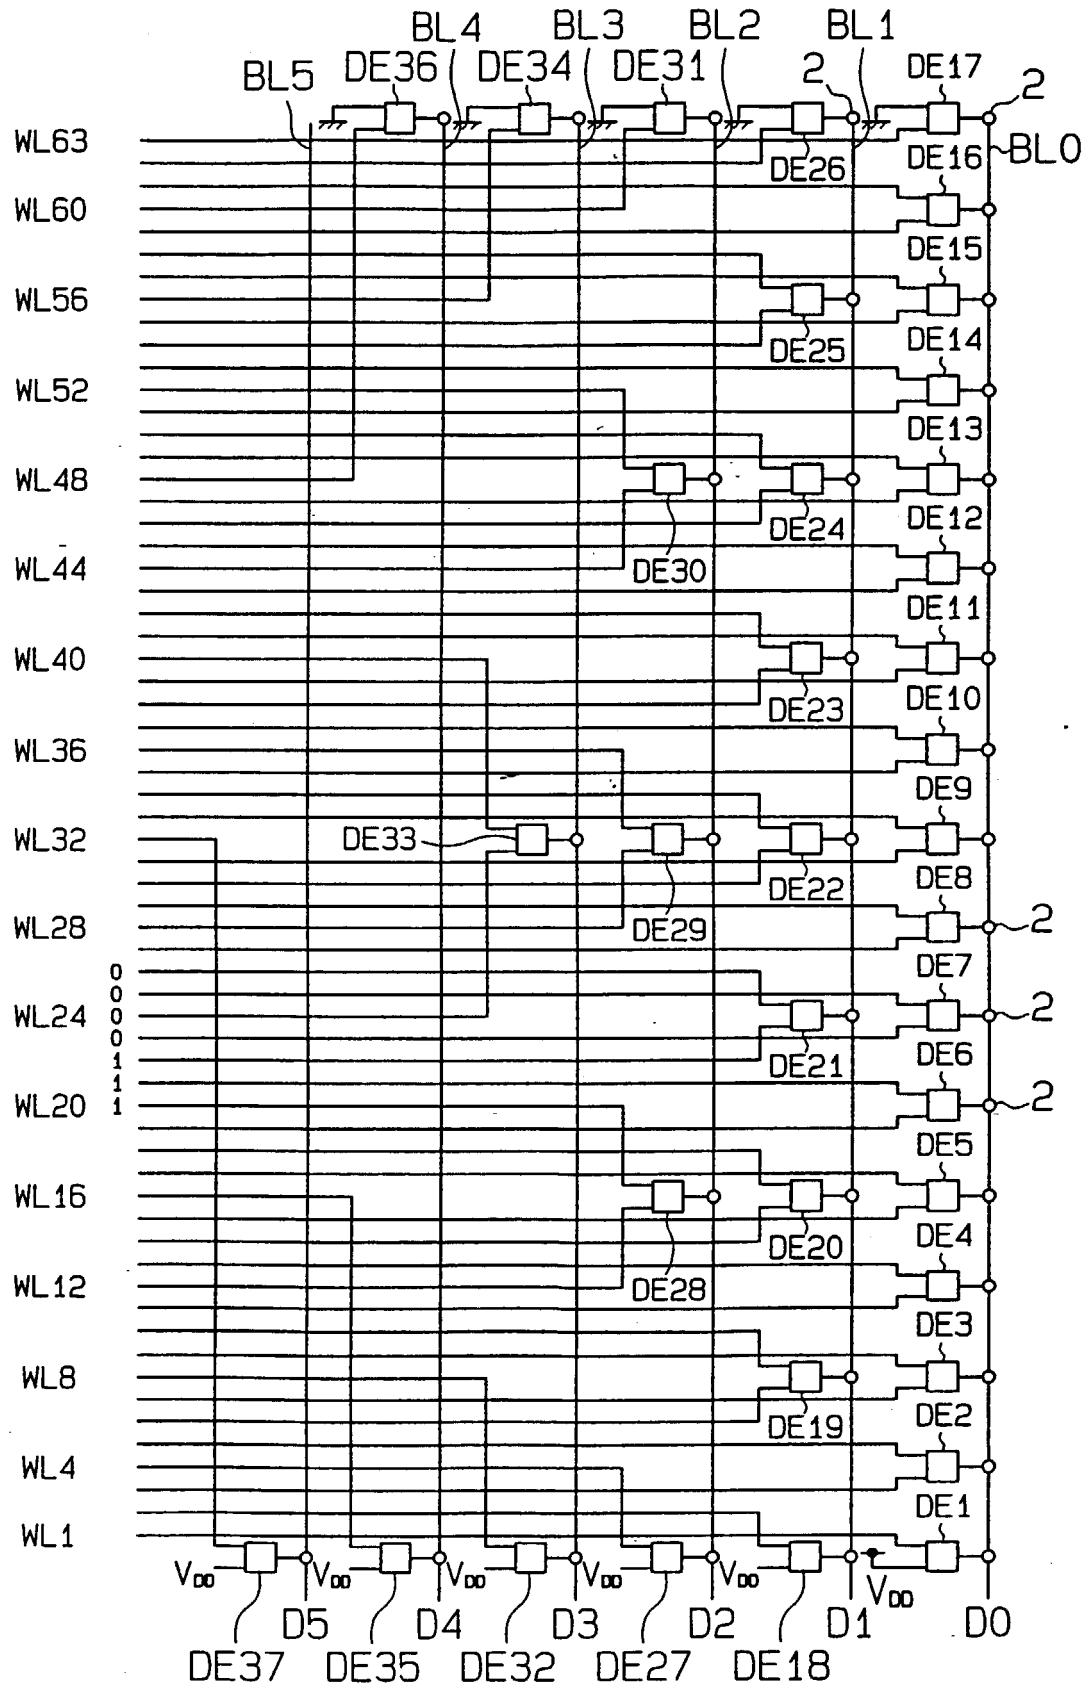 BL4 BL3 BL2 BL1
BL5 DE36 DE34 DE31 2 DE17 2
WL63 BL0
DE26 DE16
WL60
DE15
WL56
DE25 DE14
WL52
DE13
WL48
DE24 DE12
WL44 DE30
DE11
WL40
DE23 DE10
WL36
DE9
WL32 DE33
DE22 DE8
WL28 DE29 2
0 DE7
0
WL24 0 2
0 DE6
1 DE21
1
WL20 1 2
DE5
WL16
DE20 DE4
WL12 DE28
DE3
WL8
DE19 DE2
WL4
DE1
WL1
VDD VDD VDD VDD VDD VDD
D5 D4 D3 D2 D1 D0
DE37 DE35 DE32 DE27 DE18